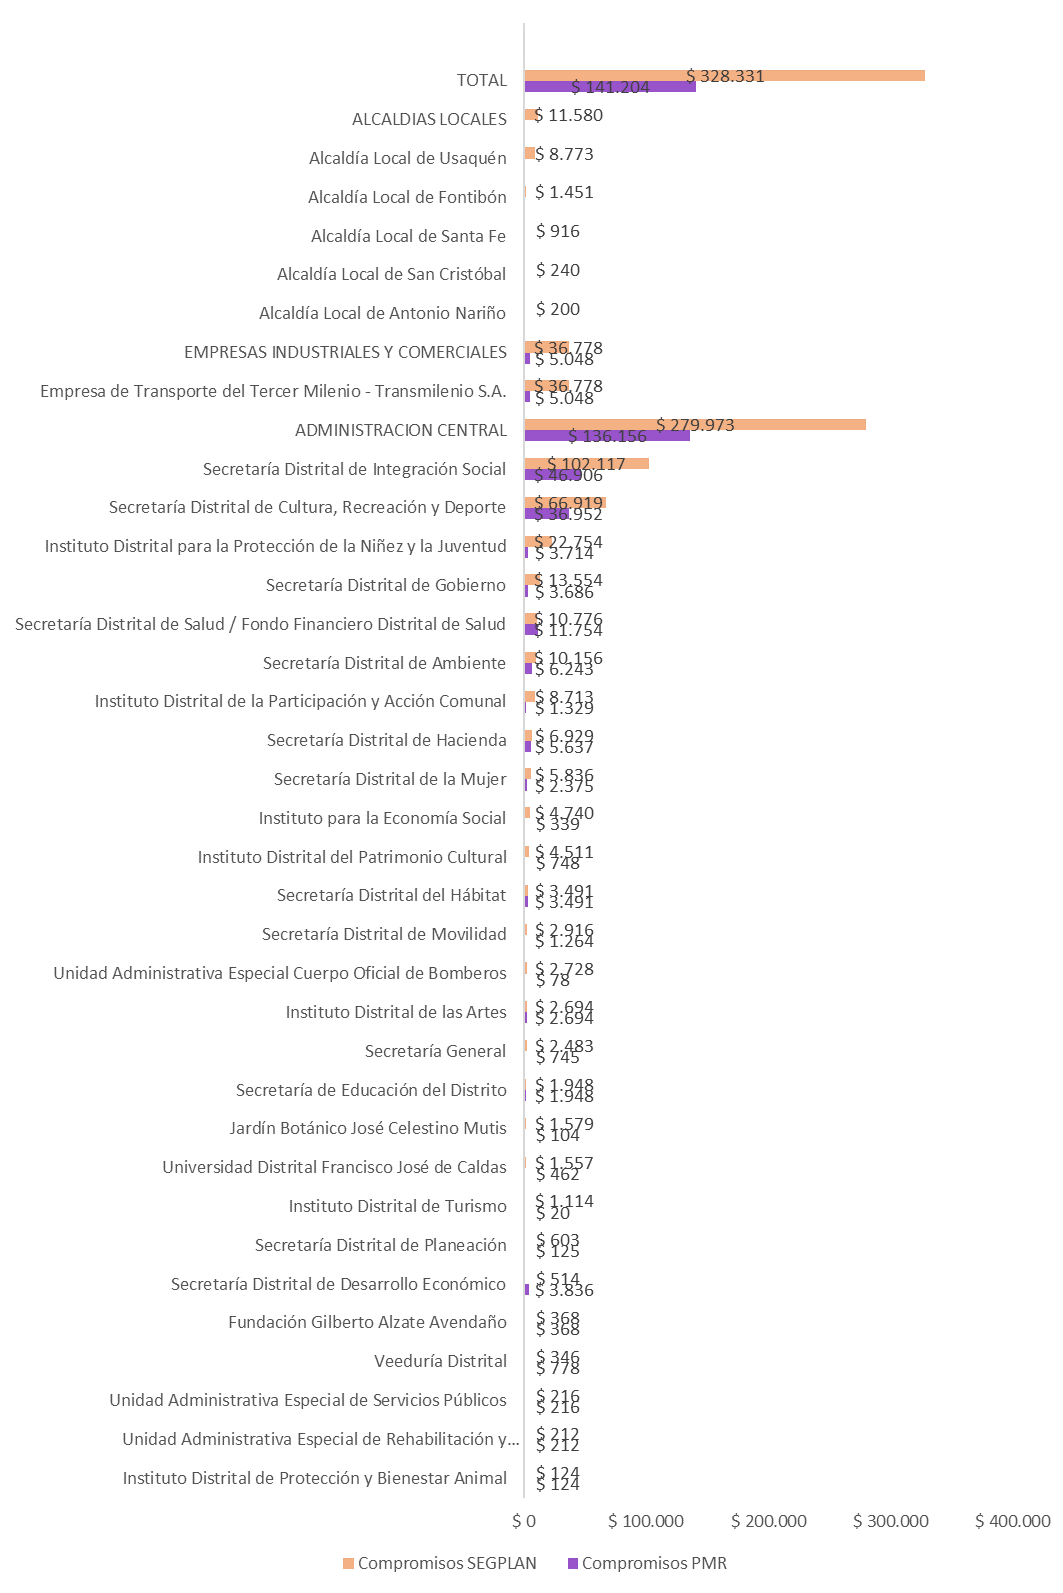 TOTAL $ 328.331
$ 141.204
ALCALDIAS LOCALES $ 11.580
Alcaldía Local de Usaquén $ 8.773
Alcaldía Local de Fontibón $ 1.451
Alcaldía Local de Santa Fe $ 916
Alcaldía Local de San Cristóbal $ 240
Alcaldía Local de Antonio Nariño $ 200
EMPRESAS INDUSTRIALES Y COMERCIALES $ 36.778
$ 5.048
Empresa de Transporte del Tercer Milenio - Transmilenio S.A. $ 36.778
$ 5.048
ADMINISTRACION CENTRAL $ 279.973
$ 136.156
Secretaría Distrital de Integración Social $ 102.117
$ 46.906
Secretaría Distrital de Cultura, Recreación y Deporte $ 66.919
$ 36.952
Instituto Distrital para la Protección de la Niñez y la Juventud $ 22.754
$ 3.714
Secretaría Distrital de Gobierno $ 13.554
$ 3.686
Secretaría Distrital de Salud / Fondo Financiero Distrital de Salud $ 10.776
$ 11.754
Secretaría Distrital de Ambiente $ 10.156
$ 6.243
Instituto Distrital de la Participación y Acción Comunal $ 8.713
$ 1.329
Secretaría Distrital de Hacienda $ 6.929
$ 5.637
Secretaría Distrital de la Mujer $ 5.836
$ 2.375
Instituto para la Economía Social $ 4.740
$ 339
Instituto Distrital del Patrimonio Cultural $ 4.511
$ 748
Secretaría Distrital del Hábitat $ 3.491
$ 3.491
Secretaría Distrital de Movilidad $ 2.916
$ 1.264
Unidad Administrativa Especial Cuerpo Oficial de Bomberos $ 2.728
$ 78
Instituto Distrital de las Artes $ 2.694
$ 2.694
Secretaría General $ 2.483
$ 745
Secretaría de Educación del Distrito $ 1.948
$ 1.948
Jardín Botánico José Celestino Mutis $ 1.579
$ 104
Universidad Distrital Francisco José de Caldas $ 1.557
$ 462
Instituto Distrital de Turismo $ 1.114
$ 20
Secretaría Distrital de Planeación $ 603
$ 125
Secretaría Distrital de Desarrollo Económico $ 514
$ 3.836
Fundación Gilberto Alzate Avendaño $ 368
$ 368
Veeduría Distrital $ 346
$ 778
Unidad Administrativa Especial de Servicios Públicos $ 216
$ 216
Unidad Administrativa Especial de Rehabilitación y... $ 212
$ 212
Instituto Distrital de Protección y Bienestar Animal $ 124
$ 124
$ 0 $ 100.000 $ 200.000 $ 300.000 $ 400.000
Compromisos SEGPLAN Compromisos PMR